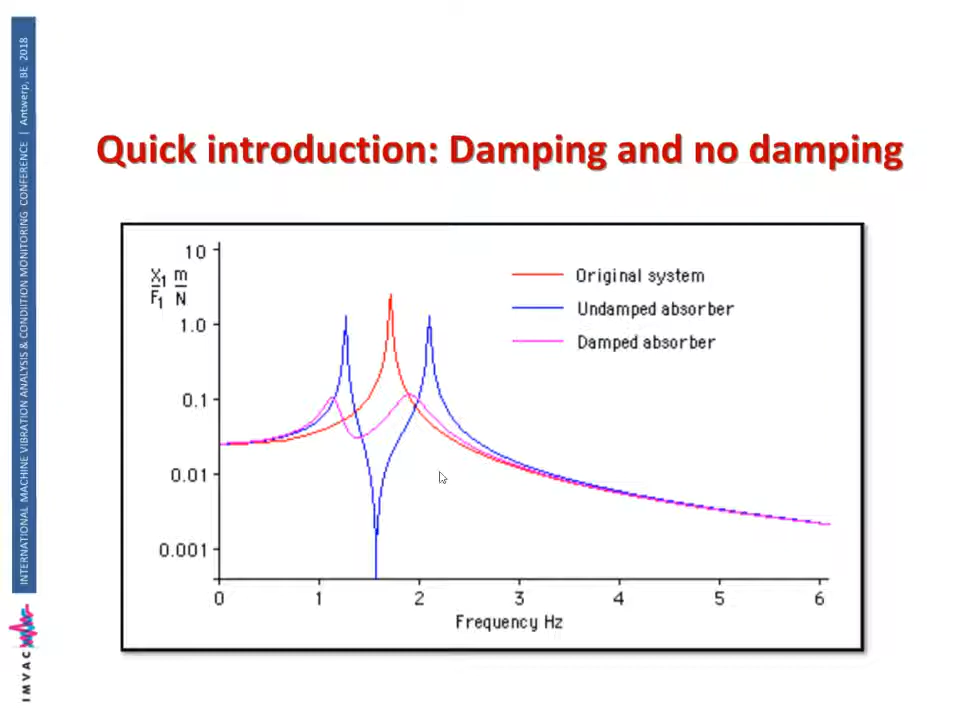 INTERNATIONAL MACHINE VIBRATION ANALYSIS & CONDITION MONITORING CONFERENCE | Antwerp, BE 2018
IMVAC
Quick introduction: Damping and no damping
10
X₁ m
F₁ N
1.0
0.1
0.01
0.001
Original system
Undamped absorber
Damped absorber
0 1 2 3 4 5 6
Frequency Hz